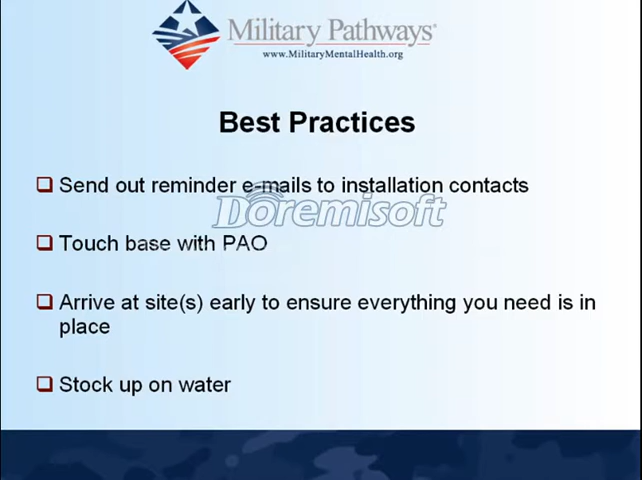 Military Pathways®
www.MilitaryMentalHealth.org
Best Practices
Send out reminder e-mails to installation contacts
Doremisoft
Touch base with PAO
Arrive at site(s) early to ensure everything you need is in
place
Stock up on water